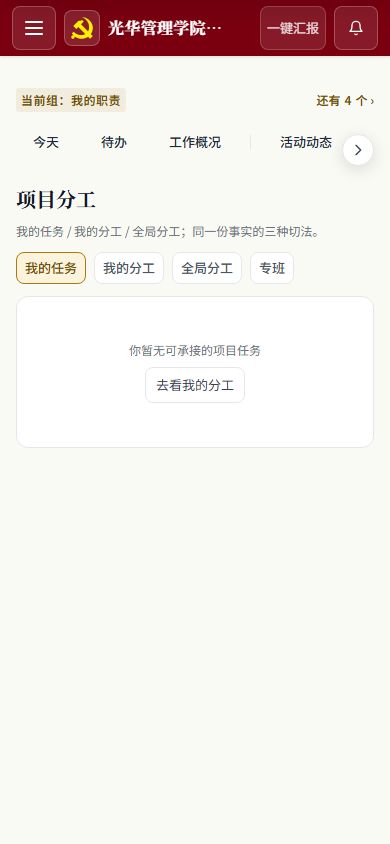 光华管理学院…
一键汇报
当前组：我的职责
还有 4 个 ›
今天
待办
工作概况
活动动态
项目分工
我的任务 / 我的分工 / 全局分工；同一份事实的三种切法。
我的任务
我的分工
全局分工
专班
你暂无可承接的项目任务
去看我的分工